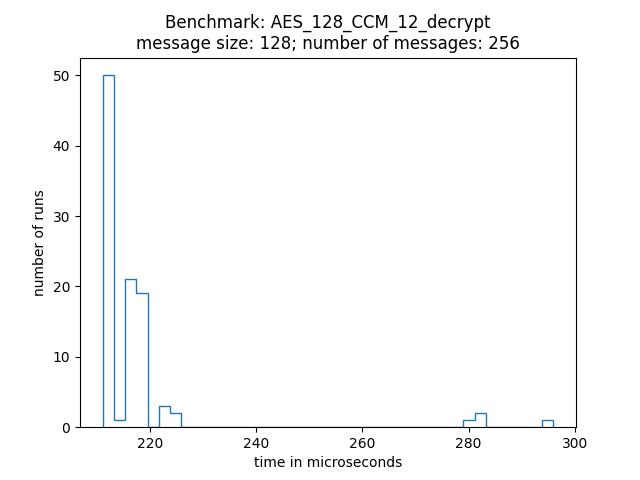 Benchmark: AES_128_CCM_12_decrypt
message size: 128; number of messages: 256
50
40
30
20
10
0
number of runs
220 240 260 280 300
time in microseconds